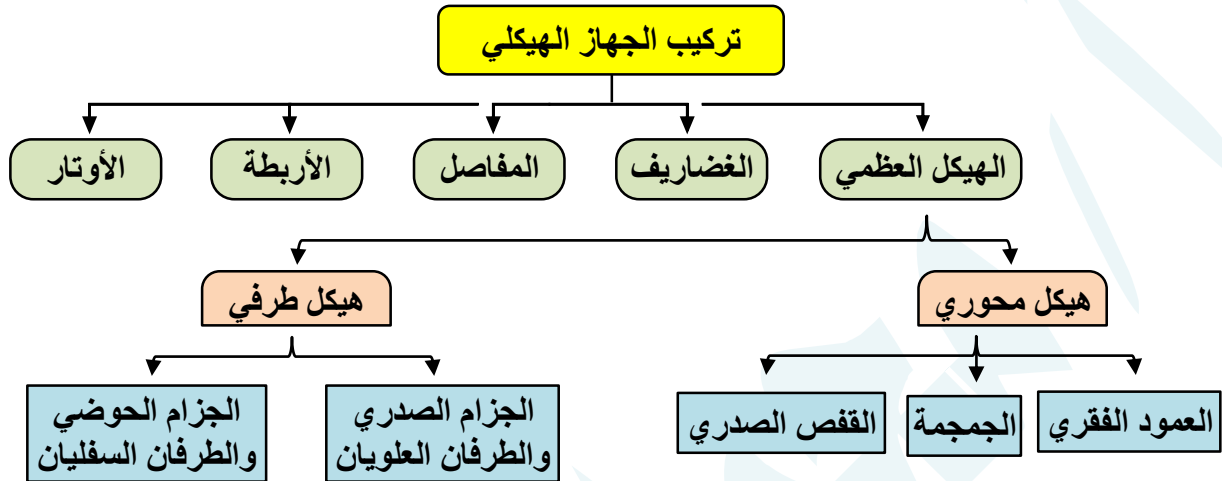 تركيب الجهاز الهيكلي
الهيكل العظمي
الغضاريف
المفاصل
الأربطة
الأوتار
هيكل محوري
هيكل طرفي
العمود الفقري
الجمجمة
القفص الصدري
الجزام الصدري
والطرفان العلويان
الجزام الحوضي
والطرفان السفليان